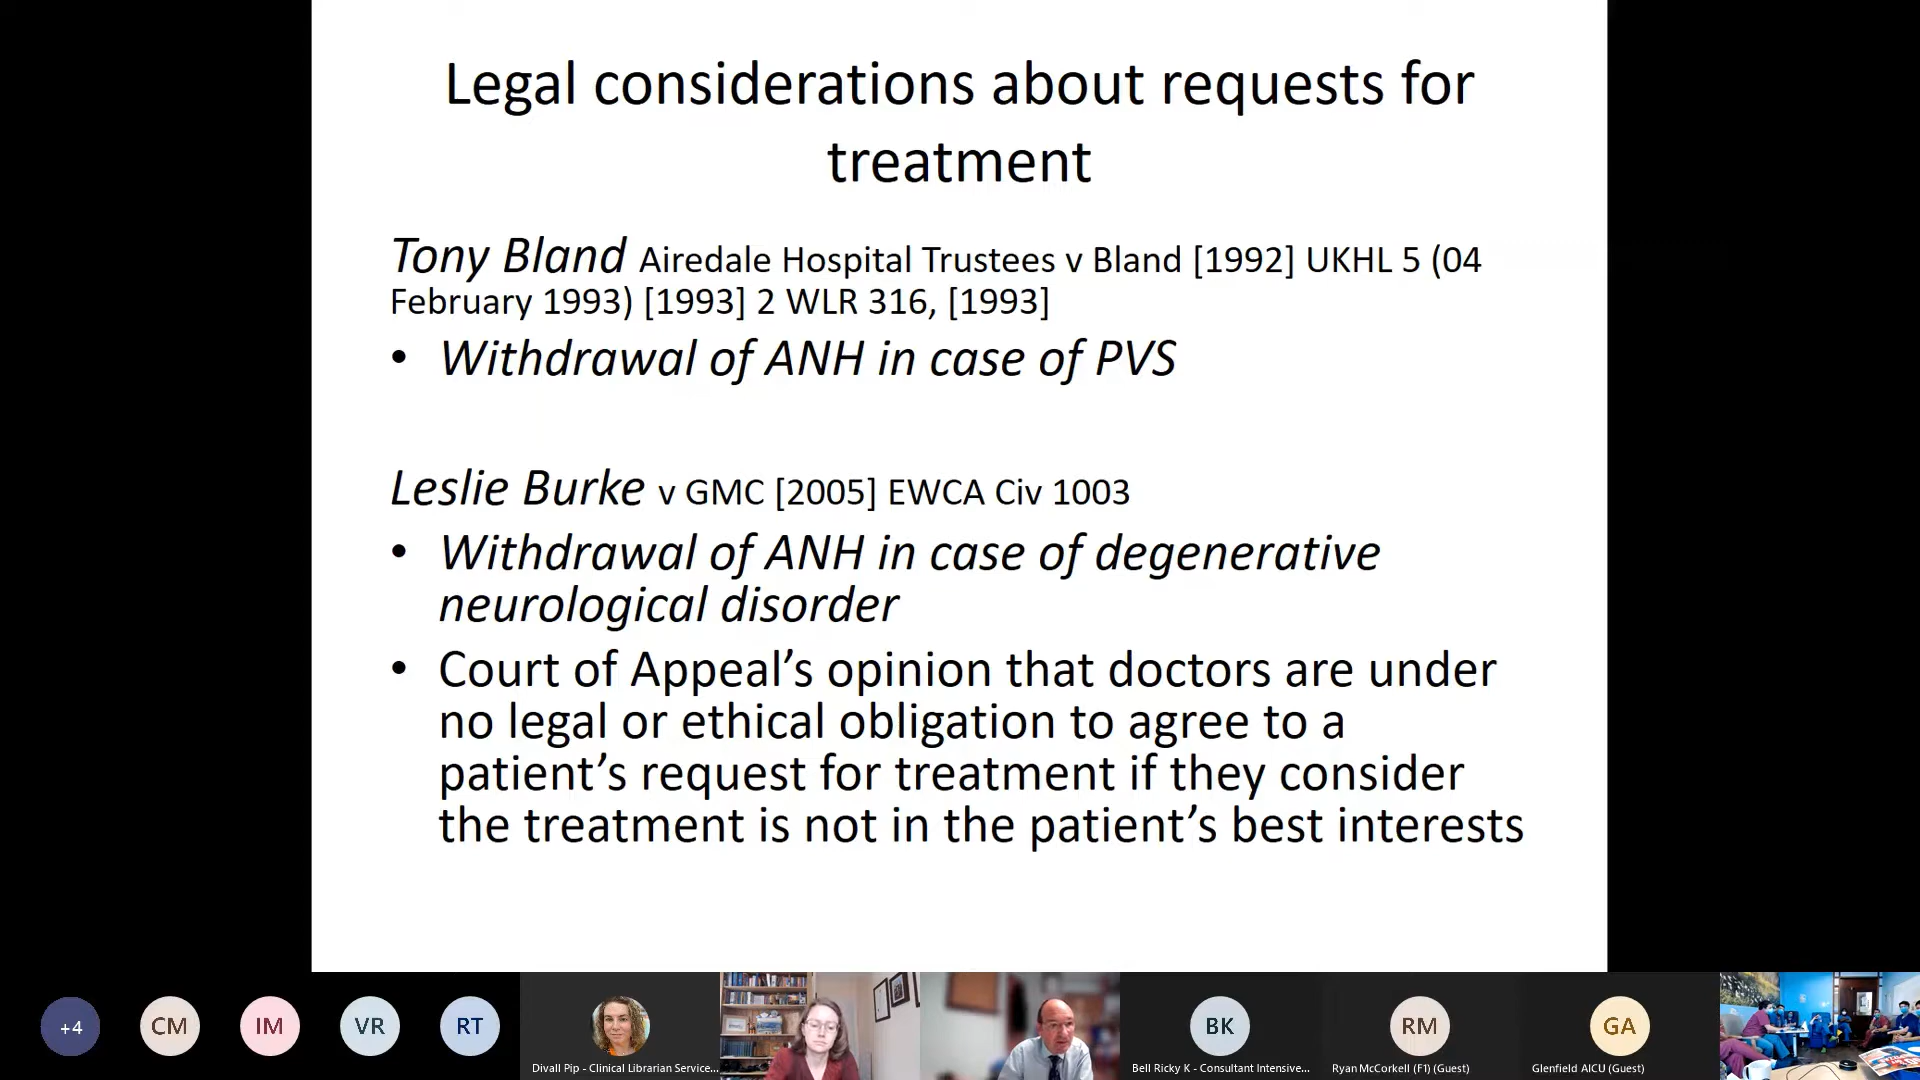 Legal considerations about requests for
treatment
Tony Bland Airedale Hospital Trustees v Bland [1992] UKHL 5 (04
February 1993) [1993] 2 WLR 316, [1993]
• Withdrawal of ANH in case of PVS
Leslie Burke v GMC [2005] EWCA Civ 1003
• Withdrawal of ANH in case of degenerative
neurological disorder
• Court of Appeal’s opinion that doctors are under
no legal or ethical obligation to agree to a
patient’s request for treatment if they consider
the treatment is not in the patient’s best interests
+4 CM IM VR RT BK RM GA
Divall Pip - Clinical Librarian Service... Bell Ricky K - Consultant Intensive... Ryan McCorkell (F1) (Guest) Glenfield AICU (Guest)